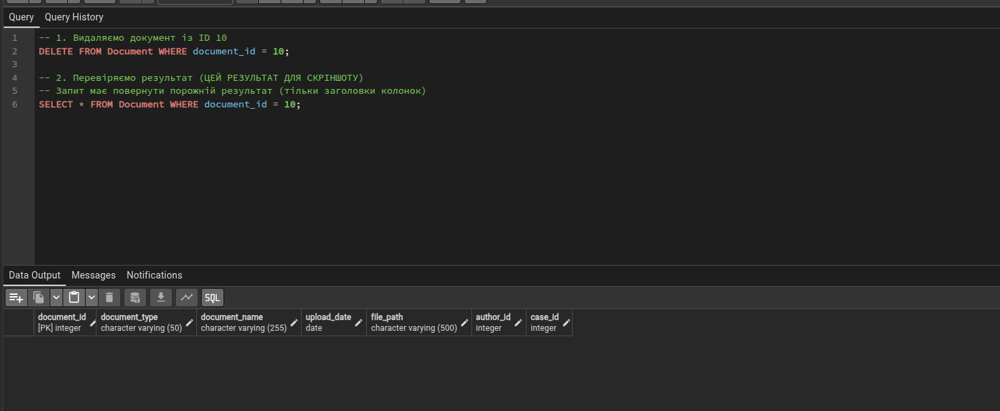 Query Query History
1 -- 1. Видаляємо документ із ID 10
2 DELETE FROM Document WHERE document_id = 10;
3
4 -- 2. Перевіряємо результат (ЦЕЙ РЕЗУЛЬТАТ ДЛЯ СКРІНШОТУ)
5 -- Запит має повернути порожній результат (тільки заголовки колонок)
6 SELECT * FROM Document WHERE document_id = 10;
Data Output Messages Notifications
SQL
document_id document_type document_name upload_date file_path author_id case_id
[PK] integer character varying (50) character varying (255) date character varying (500) integer integer